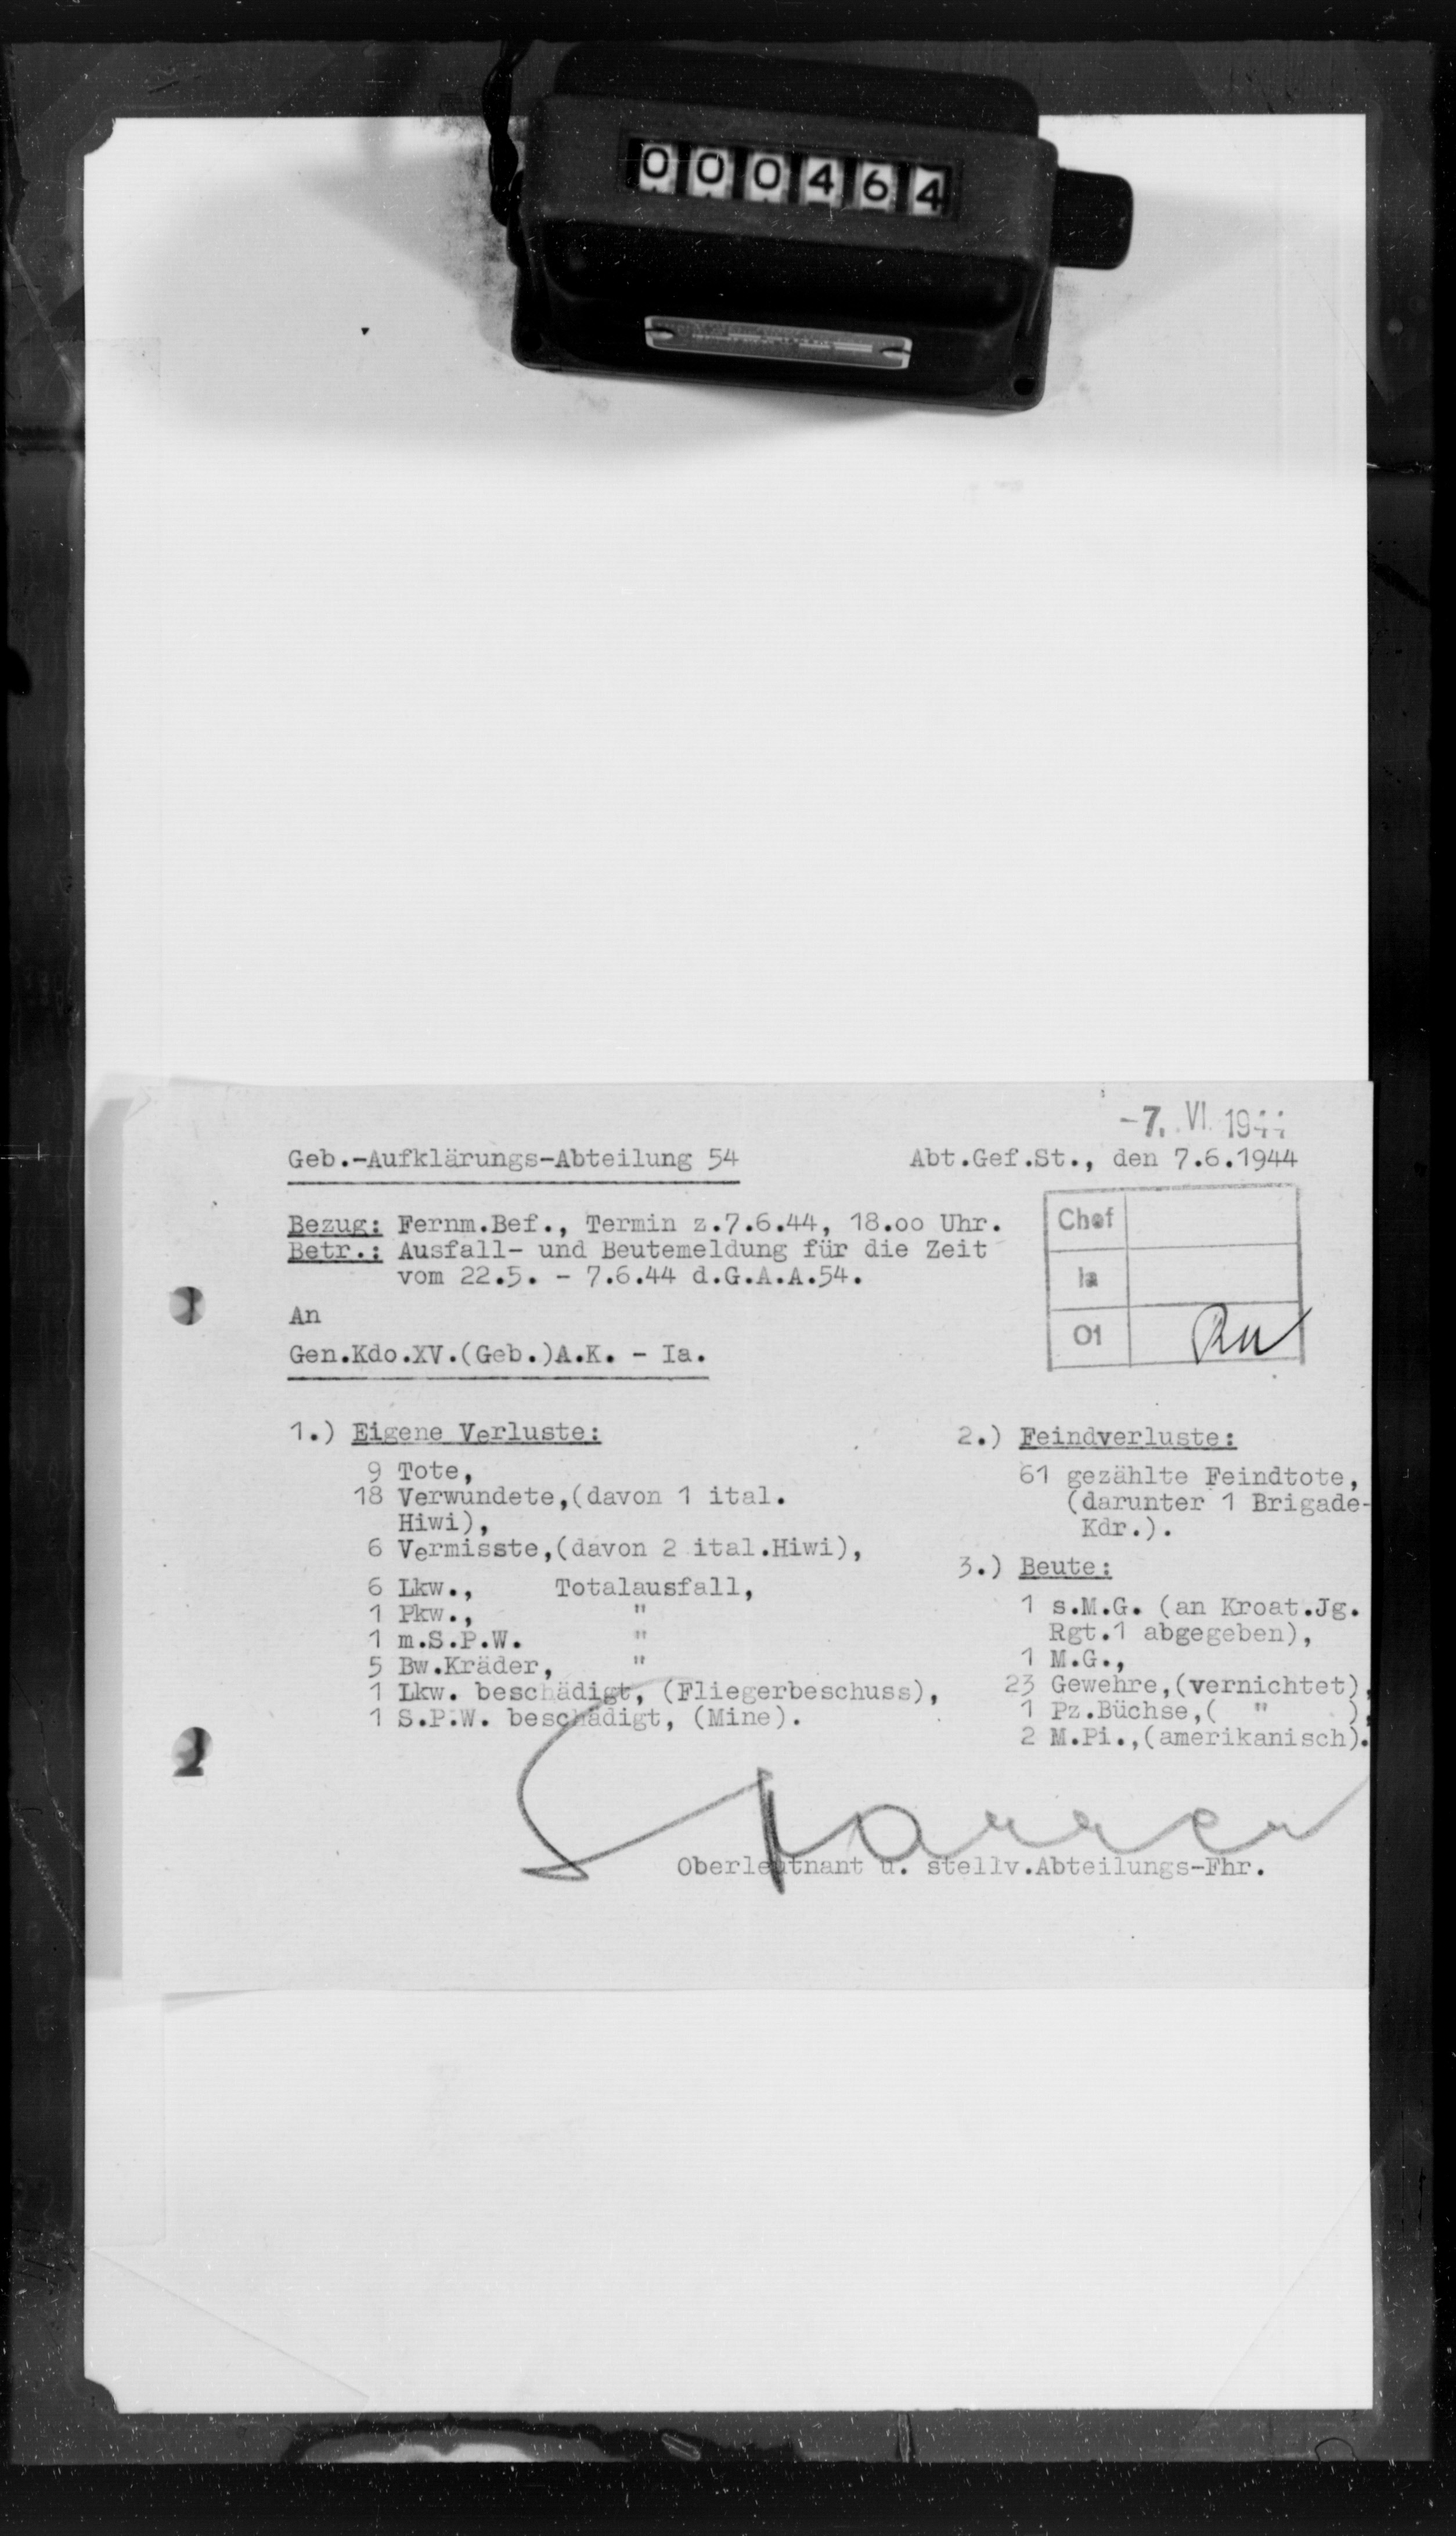 000464
-7. VI. 1944
Geb.-Aufklärungs-Abteilung 54
Abt.Gef.St., den 7.6.1944
Bezug: Fernm.Bef., Termin z.7.6.44, 18.oo Uhr.
Betr.: Ausfall- und Beutemeldung für die Zeit
vom 22.5. - 7.6.44 d.G.A.A.54.
Chef
Ia
O1
An
Gen.Kdo.XV.(Geb.)A.K. - Ia.
1.) Eigene Verluste:
9 Tote,
18 Verwundete,(davon 1 ital.
Hiwi),
6 Vermisste,(davon 2 ital.Hiwi),
6 Lkw., Totalausfall,
1 Pkw., "
1 m.S.P.W. "
5 Bw.Kräder, "
1 Lkw. beschädigt, (Fliegerbeschuss),
1 S.P.W. beschädigt, (Mine).
2.) Feindverluste:
61 gezählte Feindtote,
(darunter 1 Brigade-
Kdr.).
3.) Beute:
1 s.M.G. (an Kroat.Jg.
Rgt.1 abgegeben),
1 M.G.,
23 Gewehre,(vernichtet),
1 Pz.Büchse,( " ),
2 M.Pi.,(amerikanisch).
Oberleutnant u. stellv.Abteilungs-Fhr.